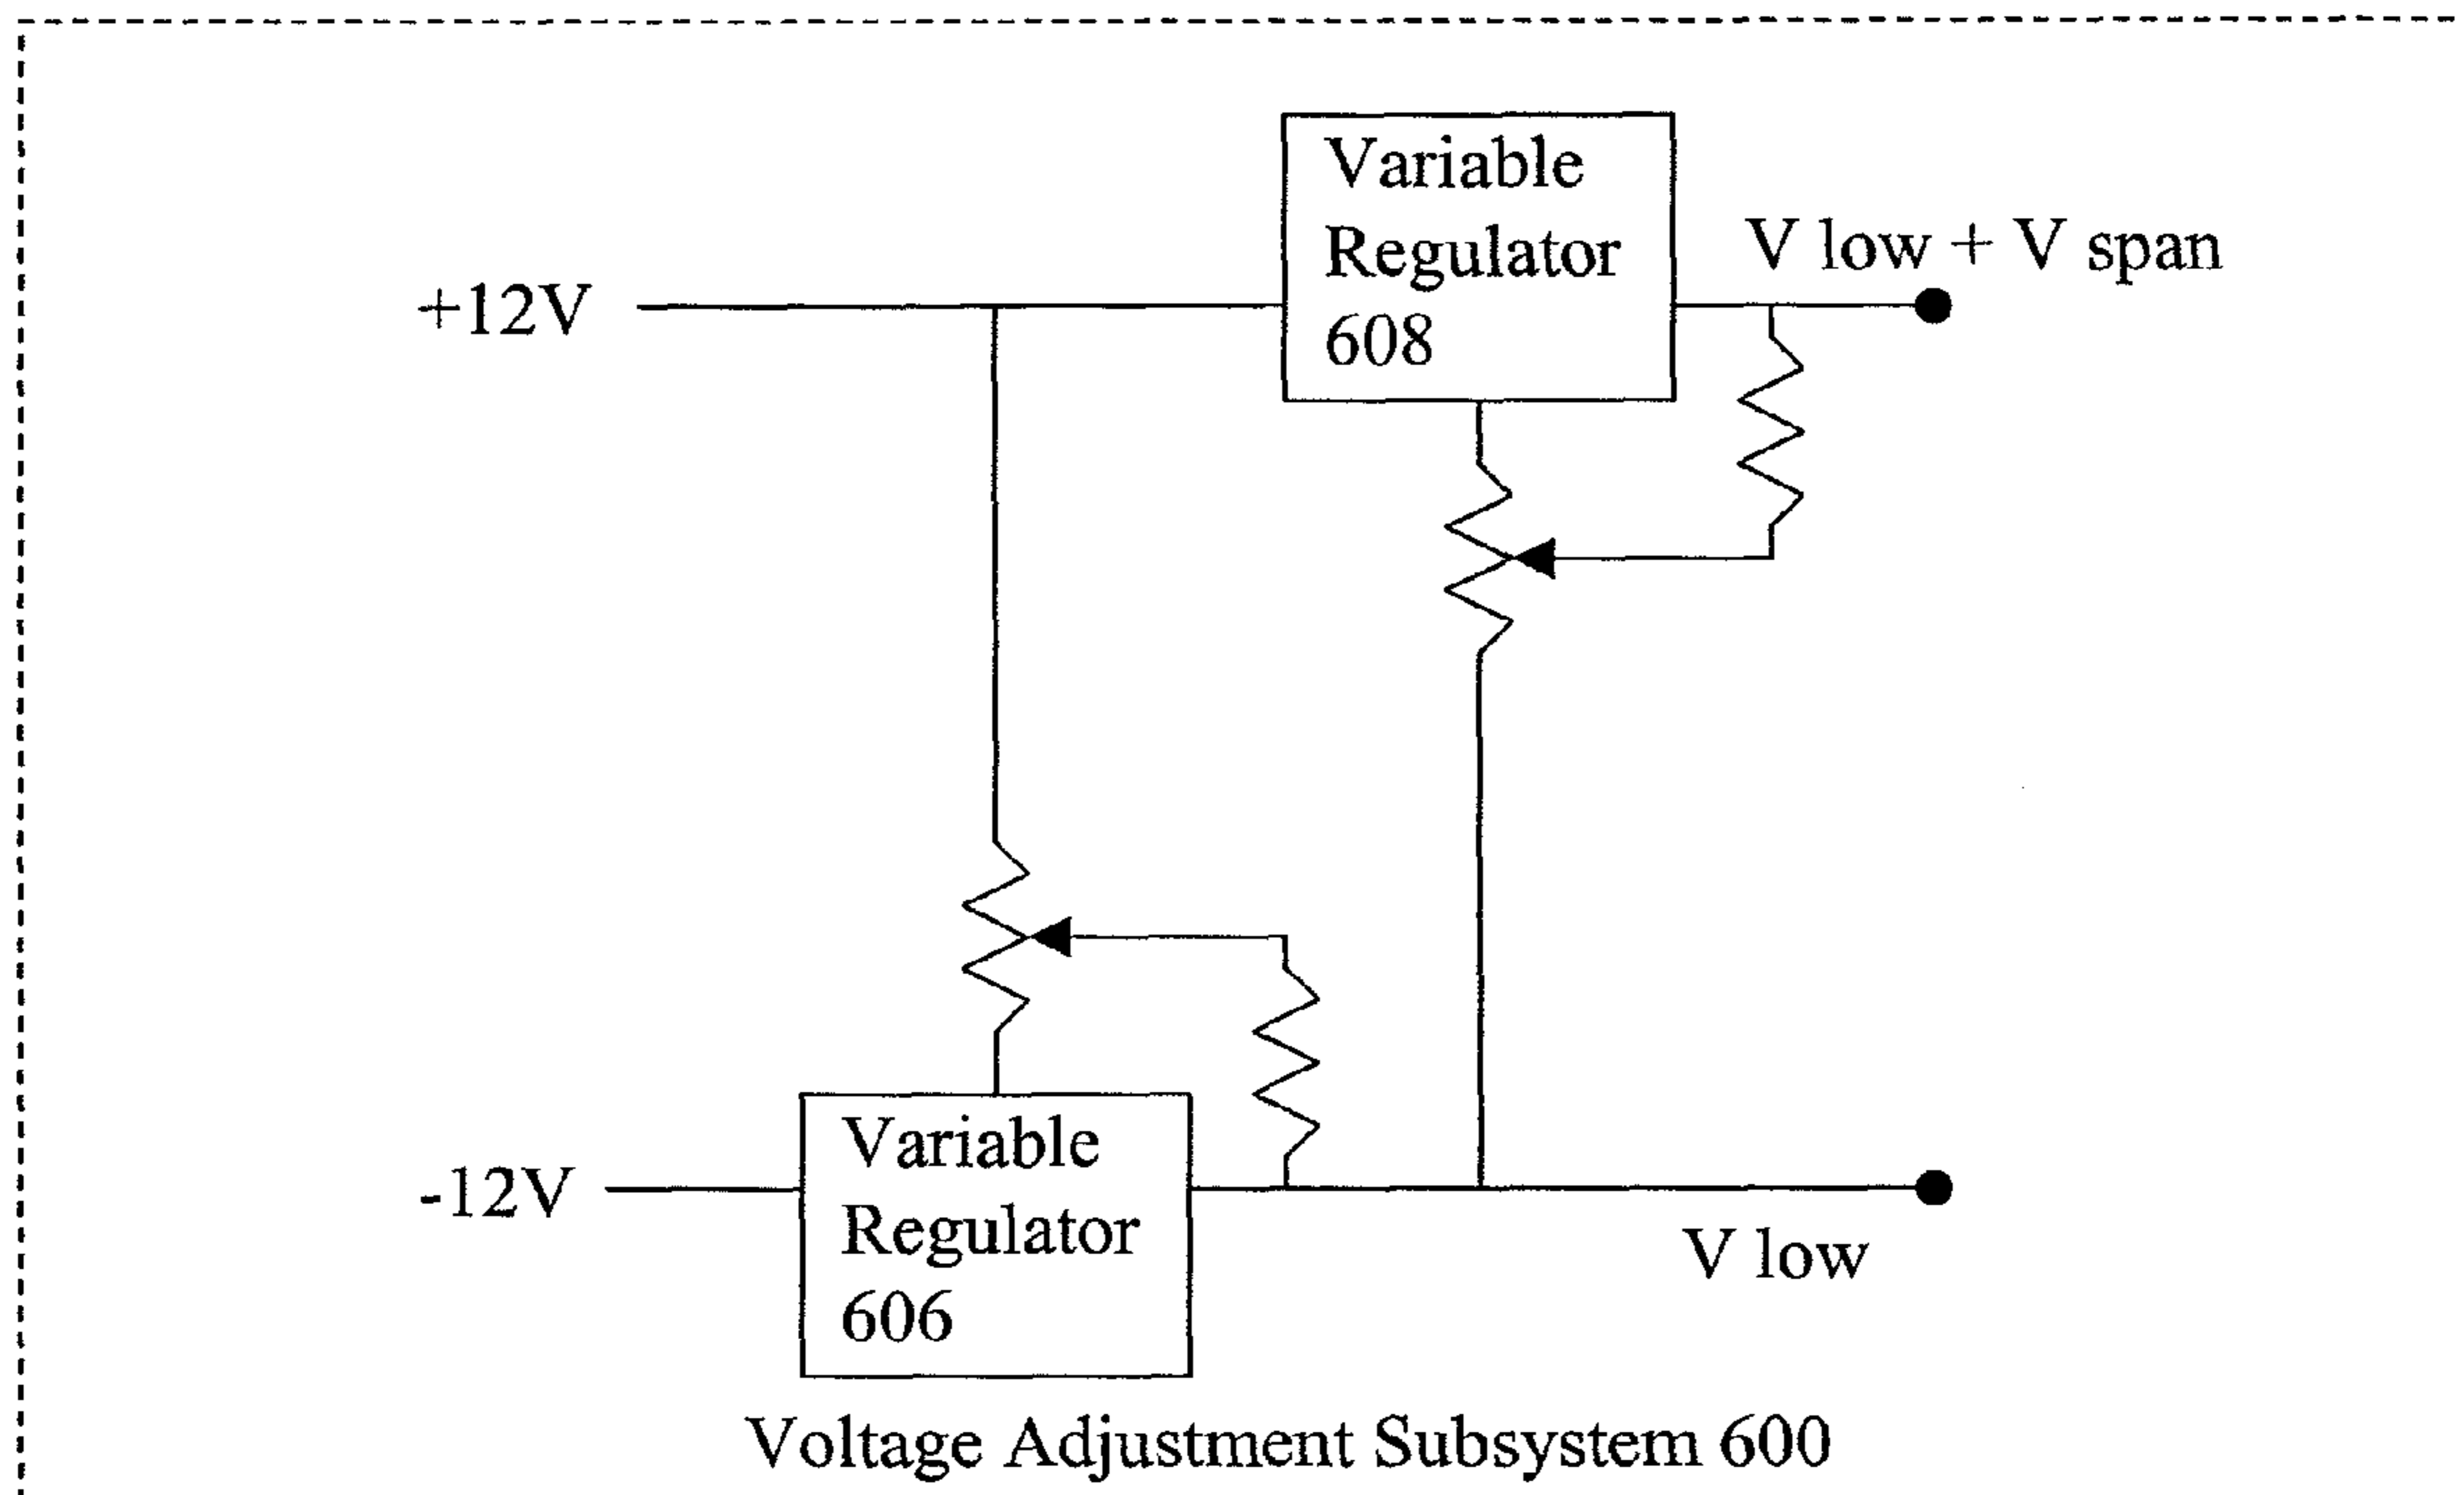 Variable
Regulator
608
V low + V span
+12V
Variable
Regulator
606
-12V
V low
Voltage Adjustment Subsystem 600